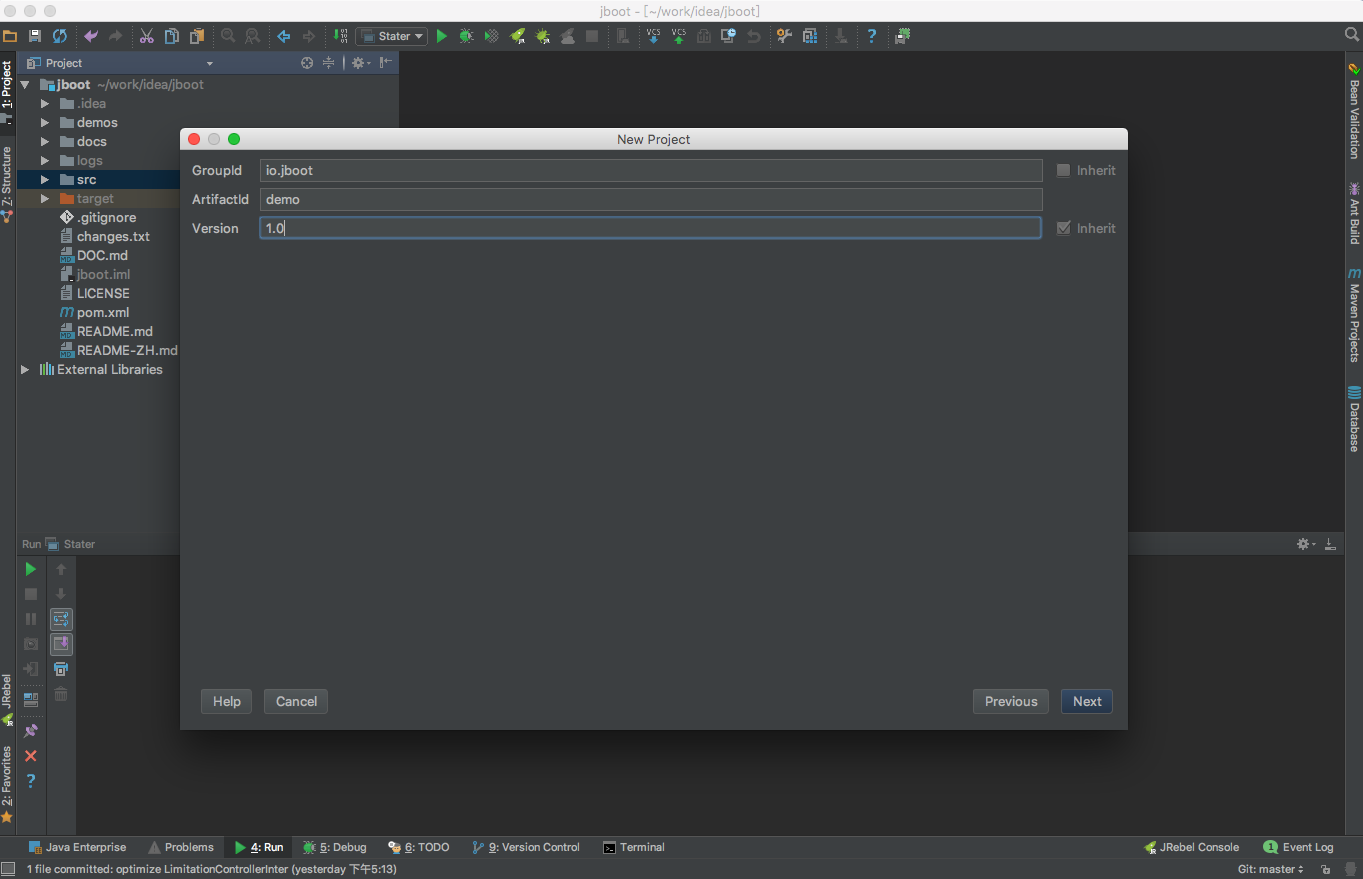 jboot - [~/work/idea/jboot]
Stater
VCS
VCS
Project
1: Project
jboot ~/work/idea/jboot
.idea
demos
docs
logs
src
target
.gitignore
changes.txt
DOC.md
jboot.iml
LICENSE
pom.xml
README.md
README-ZH.md
External Libraries
Z: Structure
New Project
GroupId
io.jboot
Inherit
ArtifactId
demo
Version
1.0
Inherit
Help
Cancel
Previous
Next
Bean Validation
Ant Build
Maven Projects
Database
Run Stater
JRebel
2: Favorites
Java Enterprise
Problems
4: Run
5: Debug
6: TODO
9: Version Control
Terminal
JRebel Console
1 Event Log
1 file committed: optimize LimitationControllerInter (yesterday 下午5:13)
Git: master